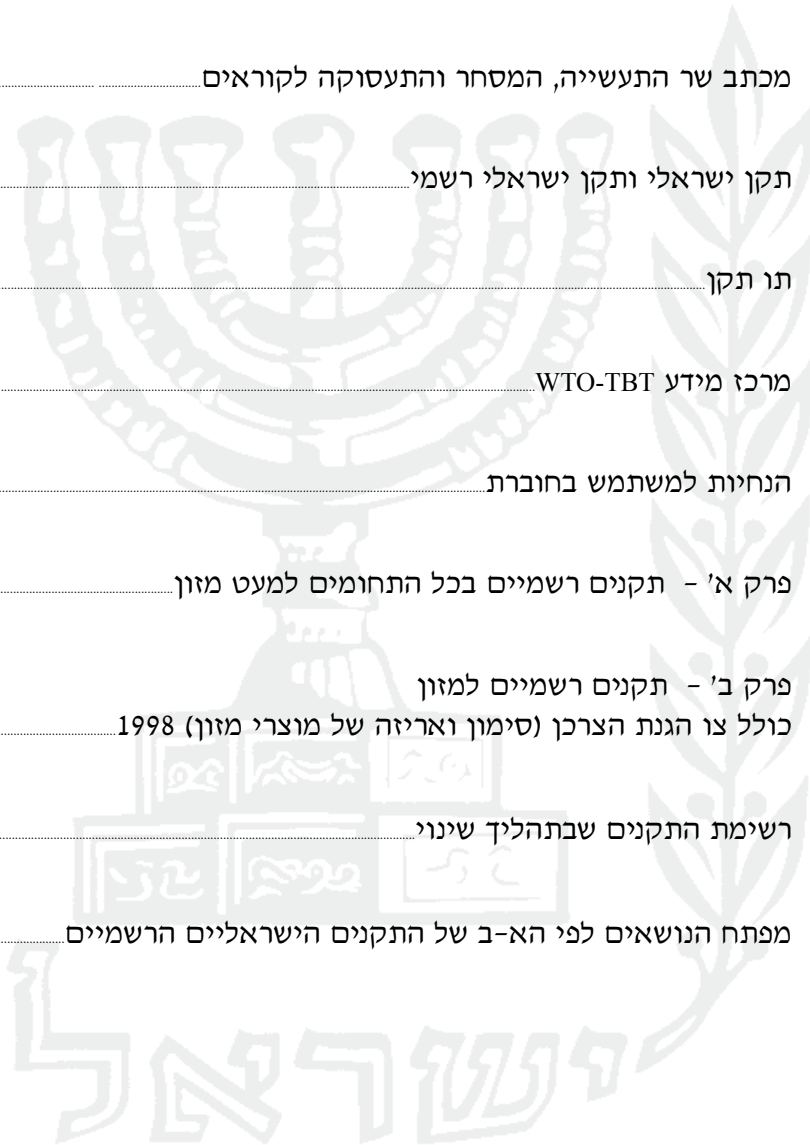 מכתב שר התעשייה, המסחר והתעסוקה לקוראים
תקן ישראלי ותקן ישראלי רשמי
תו תקן
מרכז מידע WTO-TBT
הנחיות למשתמש בחוברת
פרק א' - תקנים רשמיים בכל התחומים למעט מזון
פרק ב' - תקנים רשמיים למזון
כולל צו הגנת הצרכן (סימון ואריזה של מוצרי מזון) 1998
רשימת התקנים שבתהליך שינוי
מפתח הנושאים לפי הא-ב של התקנים הישראליים הרשמיים
ישראל